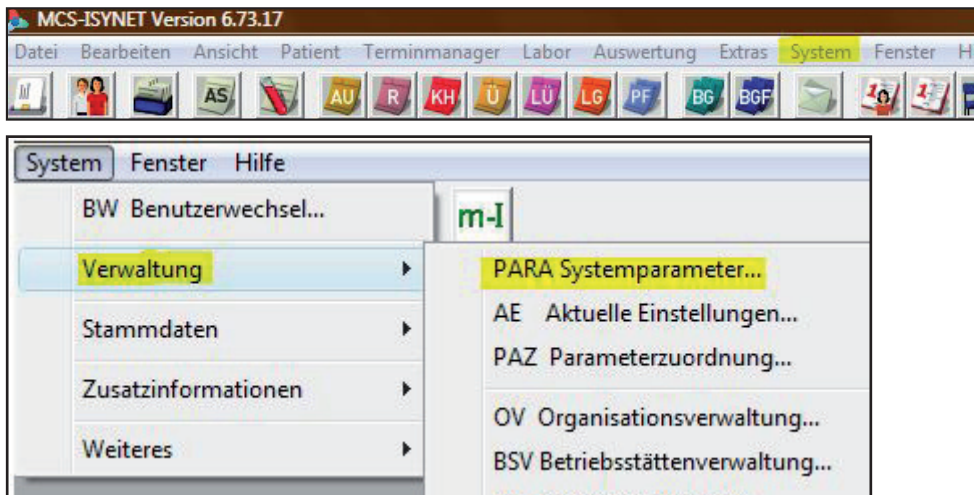 MCS-ISYNET Version 6.73.17
Datei Bearbeiten Ansicht Patient Terminmanager Labor Auswertung Extras System Fenster
AS AU R KH Ü LÜ LG PF BG BGF 1 1
System Fenster Hilfe
BW Benutzerwechsel...
m-I
Verwaltung
PARA Systemparameter...
AE Aktuelle Einstellungen...
Stammdaten
PAZ Parameterzuordnung...
Zusatzinformationen
OV Organisationsverwaltung...
Weiteres
BSV Betriebsstättenverwaltung...